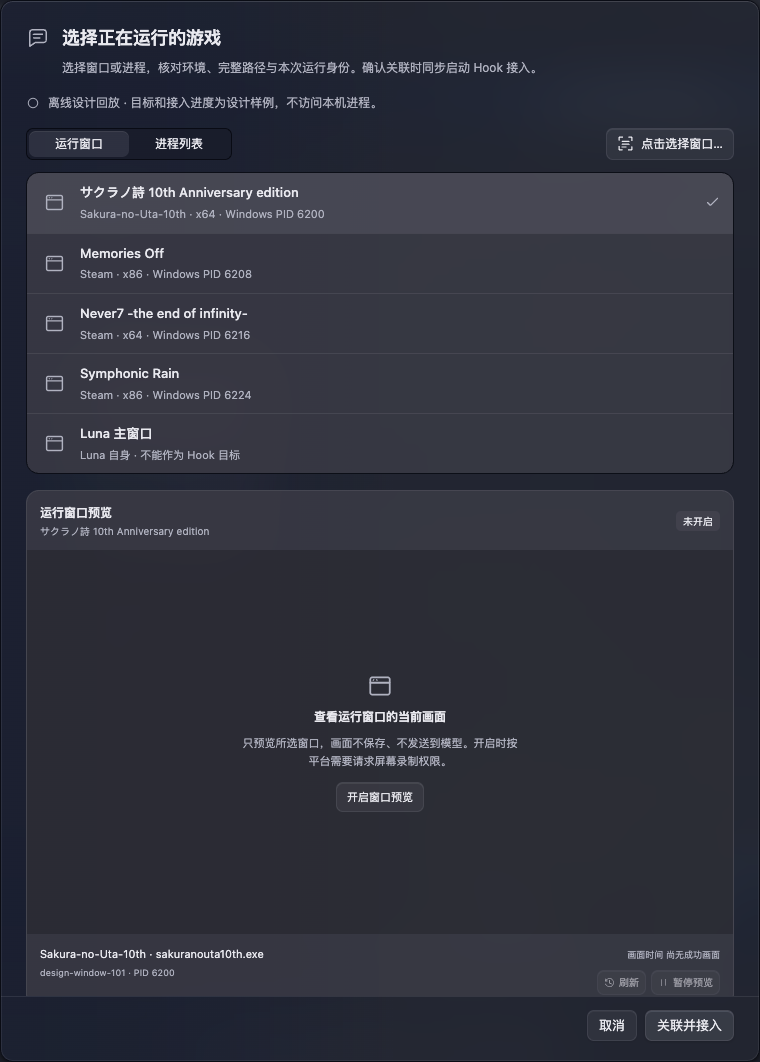 选择正在运行的游戏
选择窗口或进程，核对环境、完整路径与本次运行身份。确认关联时同步启动 Hook 接入。
离线设计回放 · 目标和接入进度为设计样例，不访问本机进程。
运行窗口
进程列表
点击选择窗口...
サクラノ詩 10th Anniversary edition
Sakura-no-Uta-10th · x64 · Windows PID 6200
Memories Off
Steam · x86 · Windows PID 6208
Never7 -the end of infinity-
Steam · x64 · Windows PID 6216
Symphonic Rain
Steam · x86 · Windows PID 6224
Luna 主窗口
Luna 自身 · 不能作为 Hook 目标
运行窗口预览
サクラノ詩 10th Anniversary edition
未开启
查看运行窗口的当前画面
只预览所选窗口，画面不保存、不发送到模型。开启时按
平台需要请求屏幕录制权限。
开启窗口预览
Sakura-no-Uta-10th · sakuranouta10th.exe
design-window-101 · PID 6200
画面时间 尚无成功画面
刷新
暂停预览
取消
关联并接入